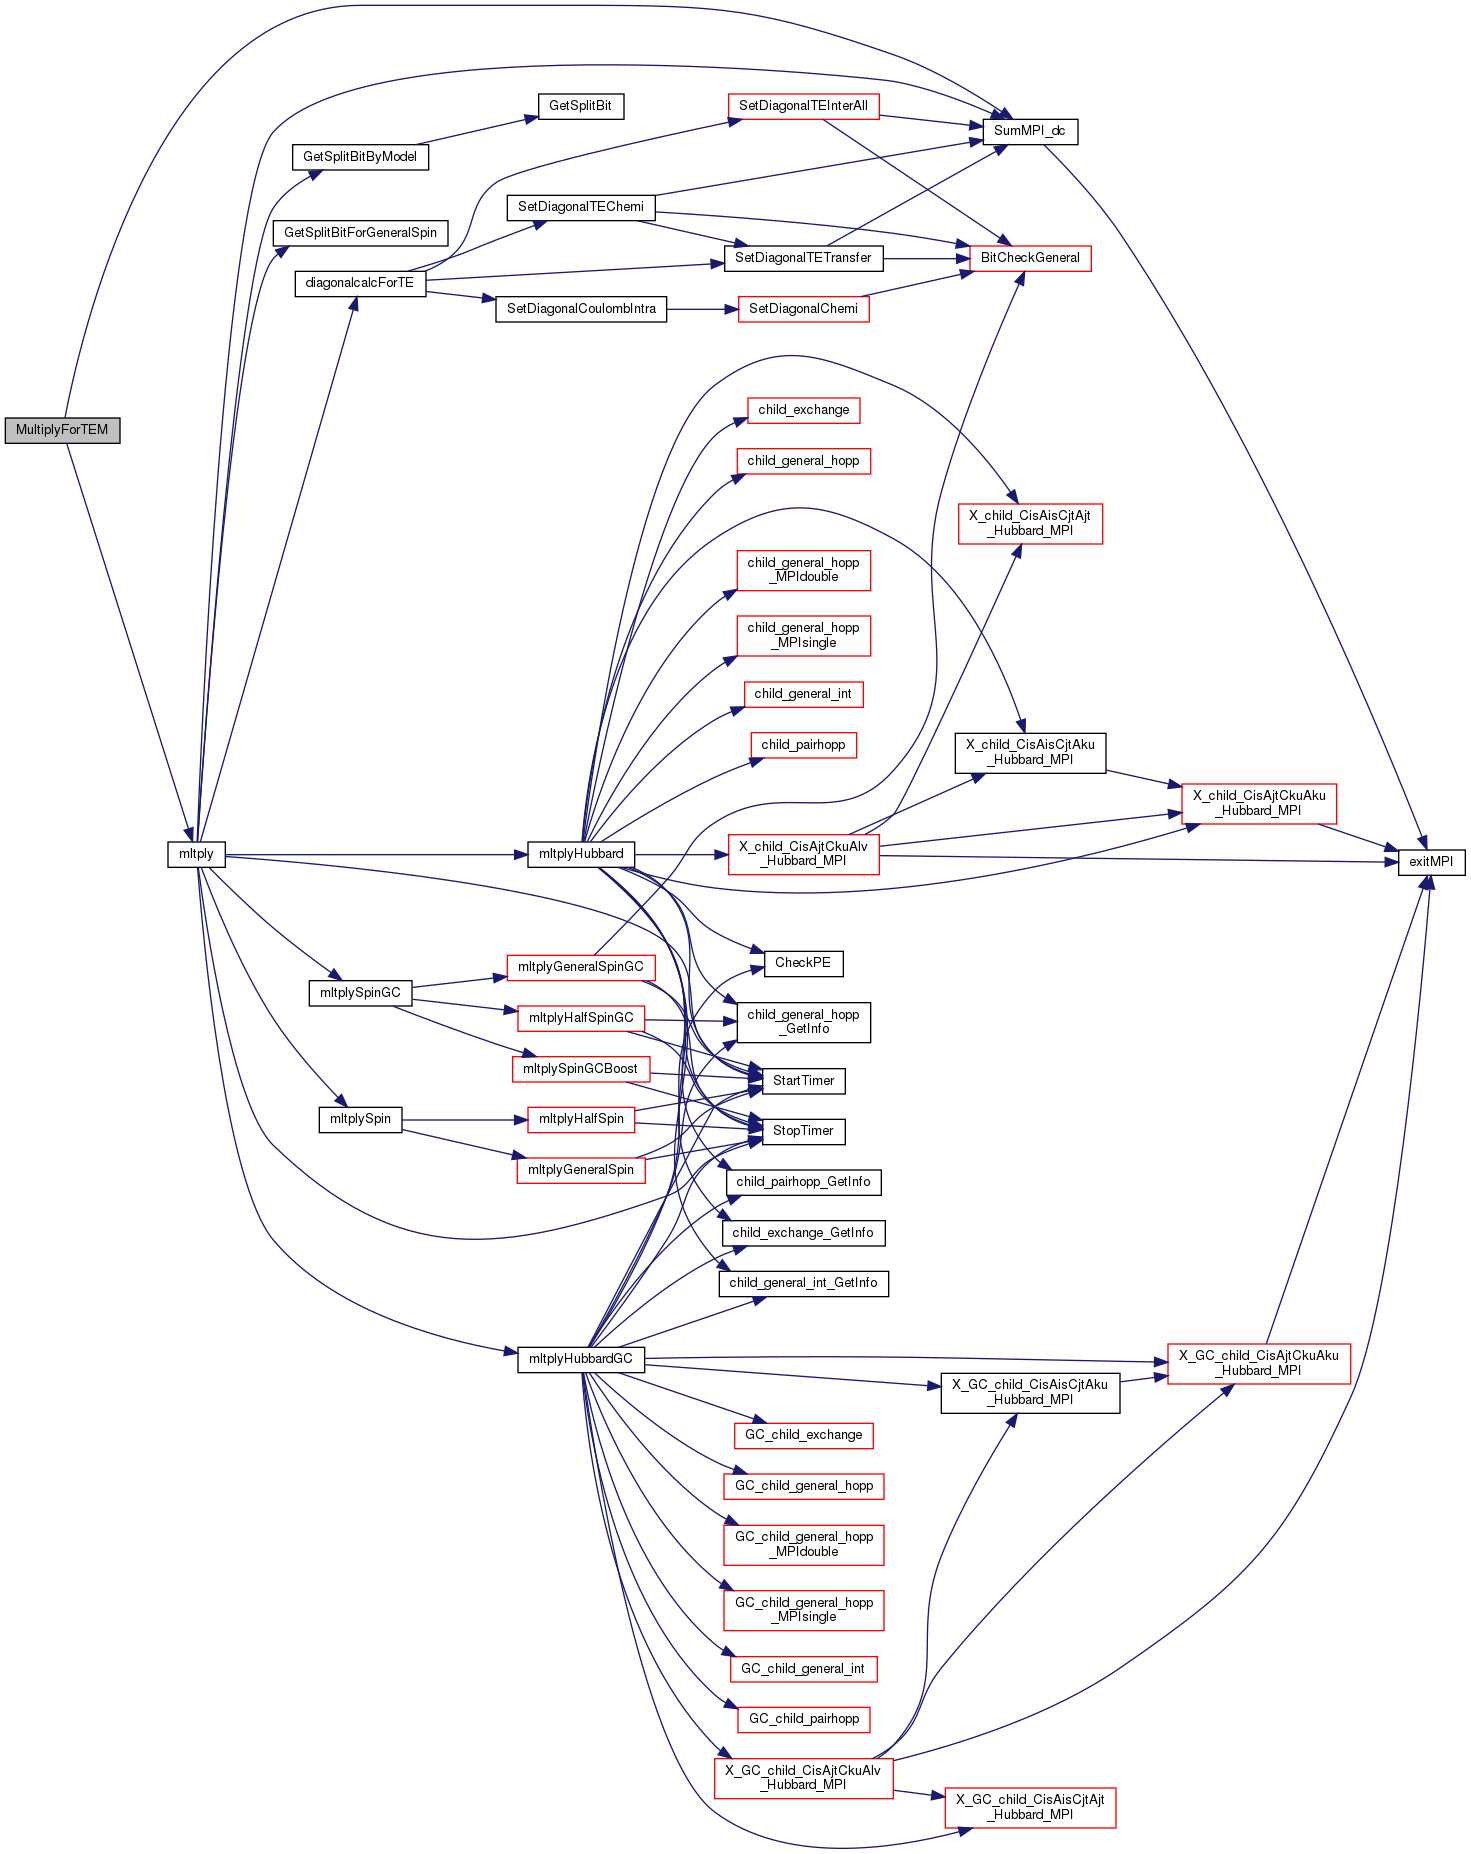 MultiplyForTEM
mltply
GetSplitBitByModel
GetSplitBit
GetSplitBitForGeneralSpin
diagonalcalcForTE
SetDiagonalTEInterAll
SetDiagonalTEChemi
SetDiagonalTETransfer
SetDiagonalCoulombIntra
SetDiagonalChemi
SumMPI_dc
BitCheckGeneral
mltplyHubbard
child_exchange
child_general_hopp
child_general_hopp
_MPIdouble
child_general_hopp
_MPIsingle
child_general_int
child_pairhopp
X_child_CisAjtCkuAlv
_Hubbard_MPI
X_child_CisAisCjtAjt
_Hubbard_MPI
X_child_CisAisCjtAku
_Hubbard_MPI
X_child_CisAjtCkuAku
_Hubbard_MPI
exitMPI
mltplySpinGC
mltplyGeneralSpinGC
mltplyHalfSpinGC
mltplySpinGCBoost
mltplySpin
mltplyHalfSpin
mltplyGeneralSpin
CheckPE
child_general_hopp
_GetInfo
StartTimer
StopTimer
child_pairhopp_GetInfo
child_exchange_GetInfo
child_general_int_GetInfo
mltplyHubbardGC
X_GC_child_CisAjtCkuAku
_Hubbard_MPI
X_GC_child_CisAisCjtAku
_Hubbard_MPI
GC_child_exchange
GC_child_general_hopp
GC_child_general_hopp
_MPIdouble
GC_child_general_hopp
_MPIsingle
GC_child_general_int
GC_child_pairhopp
X_GC_child_CisAjtCkuAlv
_Hubbard_MPI
X_GC_child_CisAisCjtAjt
_Hubbard_MPI